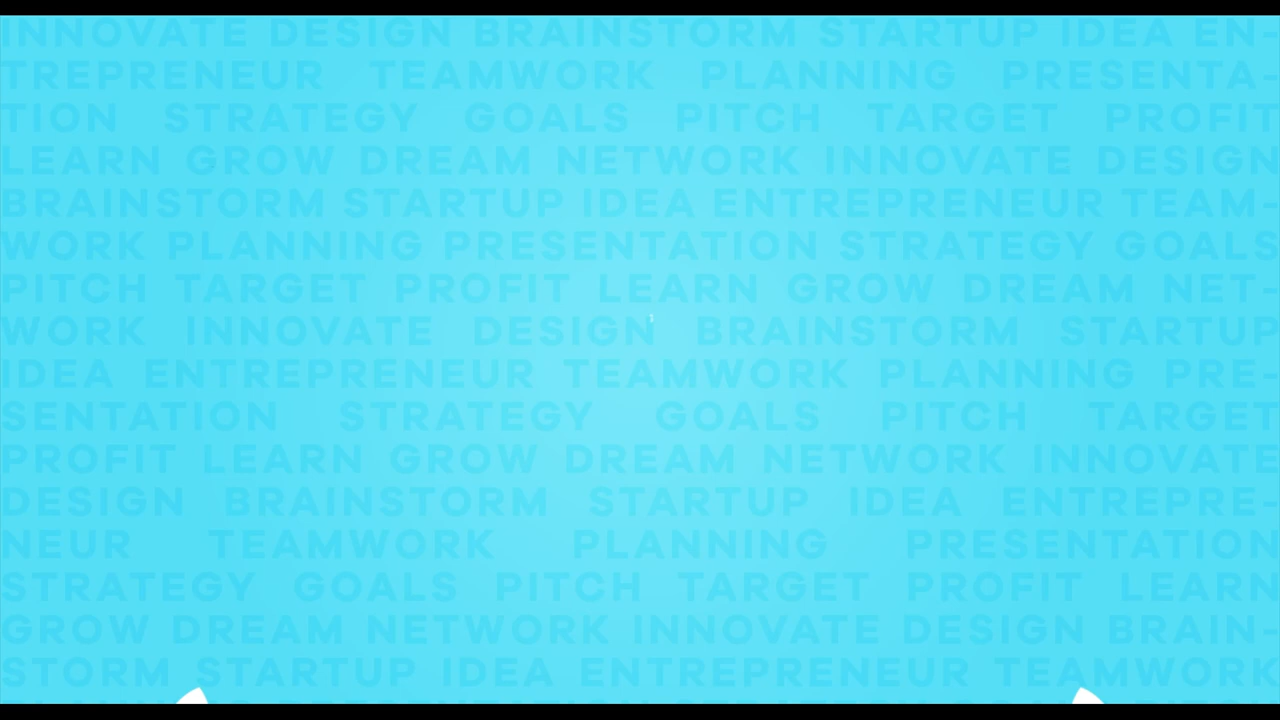 INNOVATE DESIGN BRAINSTORM STARTUP IDEA EN-
TREPRENEUR TEAMWORK PLANNING PRESENTA-
TION STRATEGY GOALS PITCH TARGET PROFIT
LEARN GROW DREAM NETWORK INNOVATE DESIGN
BRAINSTORM STARTUP IDEA ENTREPRENEUR TEAM-
WORK PLANNING PRESENTATION STRATEGY GOALS
PITCH TARGET PROFIT LEARN GROW DREAM NET-
WORK INNOVATE DESIGN BRAINSTORM STARTUP
IDEA ENTREPRENEUR TEAMWORK PLANNING PRE-
SENTATION STRATEGY GOALS PITCH TARGET
PROFIT LEARN GROW DREAM NETWORK INNOVATE
DESIGN BRAINSTORM STARTUP IDEA ENTREPRE-
NEUR TEAMWORK PLANNING PRESENTATION
STRATEGY GOALS PITCH TARGET PROFIT LEARN
GROW DREAM NETWORK INNOVATE DESIGN BRAIN-
STORM STARTUP IDEA ENTREPRENEUR TEAMWORK